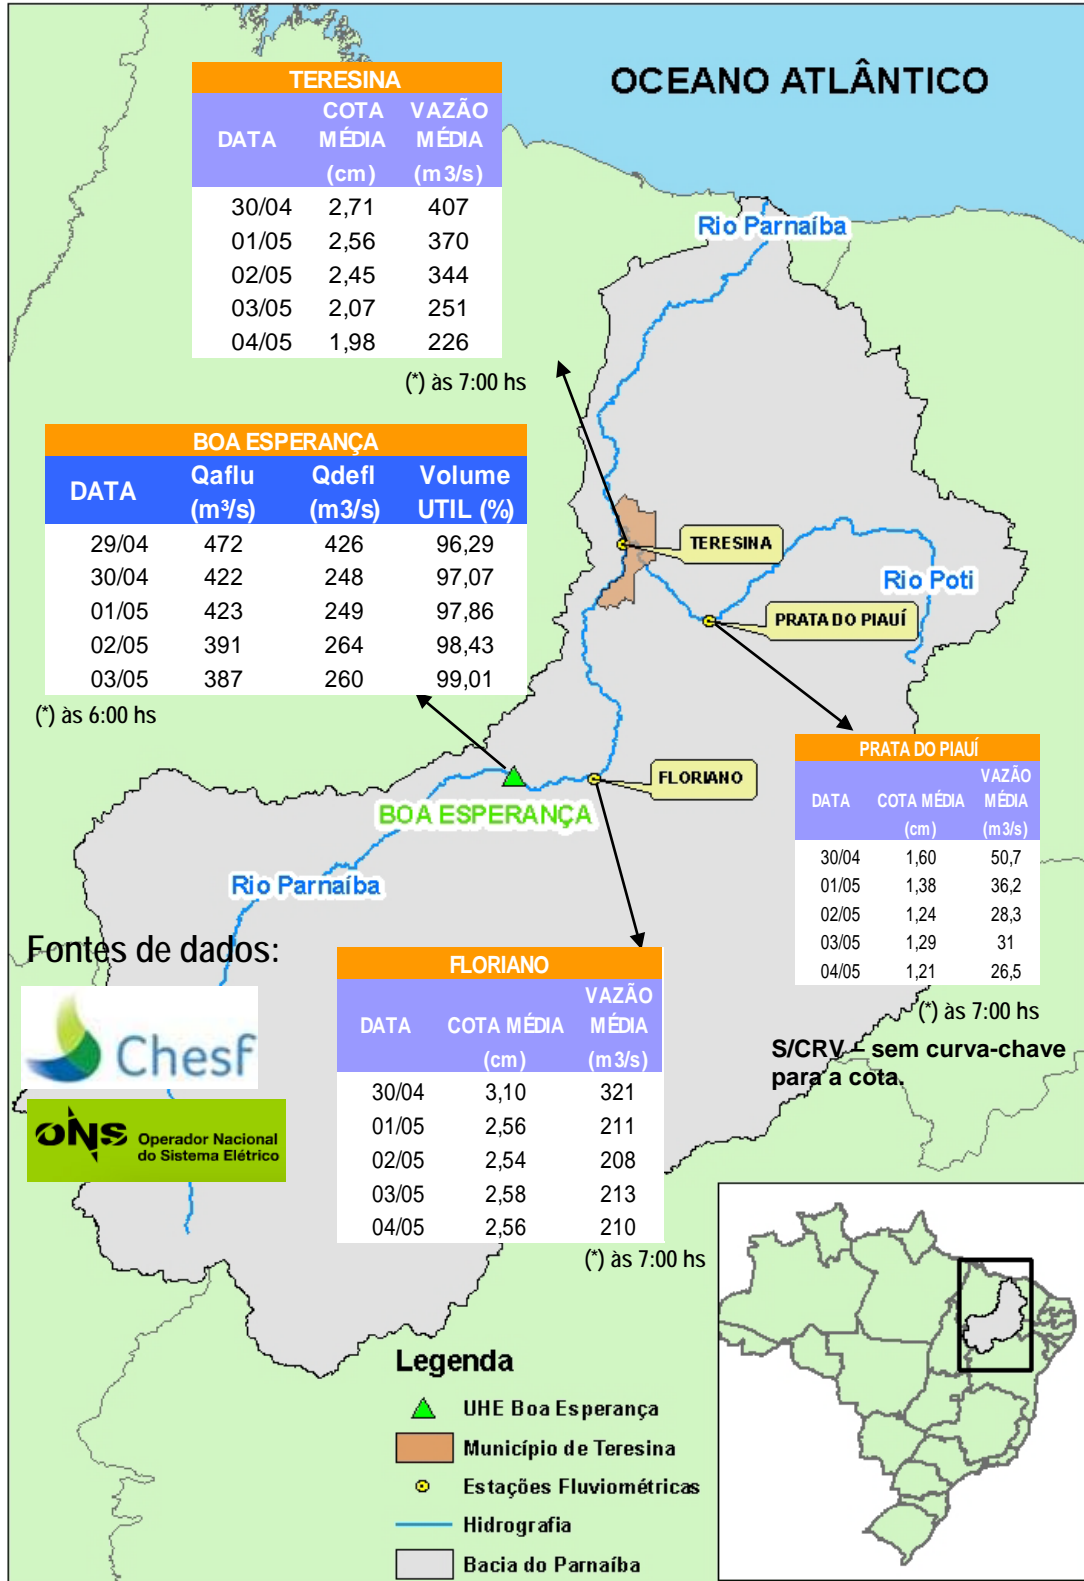 OCEANO ATLÂNTICO
TERESINA
DATA COTA MÉDIA (cm) VAZÃO MÉDIA (m3/s)
30/04 2,71 407
01/05 2,56 370
02/05 2,45 344
03/05 2,07 251
04/05 1,98 226
(*) às 7:00 hs
Rio Parnaíba
BOA ESPERANÇA
DATA Qaflu (m³/s) Qdefl (m3/s) Volume UTIL (%)
29/04 472 426 96,29
30/04 422 248 97,07
01/05 423 249 97,86
02/05 391 264 98,43
03/05 387 260 99,01
(*) às 6:00 hs
TERESINA
Rio Poti
PRATA DO PIAUÍ
FLORIANO
BOA ESPERANÇA
Rio Parnaíba
PRATA DO PIAUÍ
DATA COTA MÉDIA (cm) VAZÃO MÉDIA (m3/s)
30/04 1,60 50,7
01/05 1,38 36,2
02/05 1,24 28,3
03/05 1,29 31
04/05 1,21 26,5
(*) às 7:00 hs
S/CRV – sem curva-chave
para a cota.
Fontes de dados:
Chesf
ONS Operador Nacional
do Sistema Elétrico
FLORIANO
DATA COTA MÉDIA (cm) VAZÃO MÉDIA (m3/s)
30/04 3,10 321
01/05 2,56 211
02/05 2,54 208
03/05 2,58 213
04/05 2,56 210
(*) às 7:00 hs
Legenda
UHE Boa Esperança
Município de Teresina
Estações Fluviométricas
Hidrografia
Bacia do Parnaíba